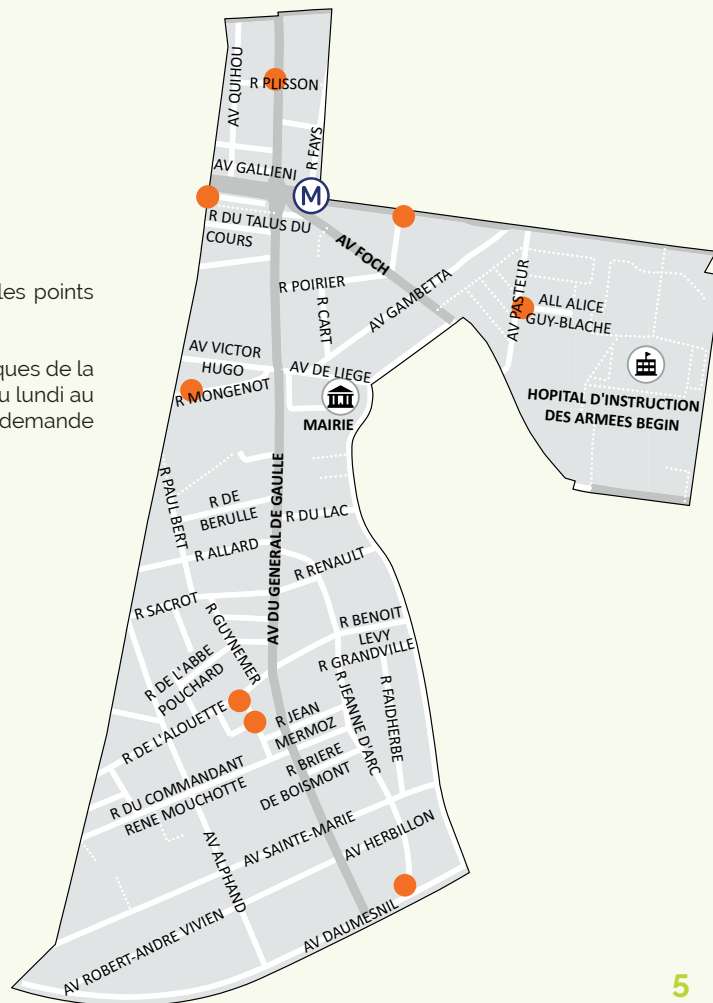 les points
ques de la
u lundi au
demande
AV QUIHOU
R PLISSON
R FAYS
AV GALLIENI
M
R DU TALUS DU
COURS
AV FOCH
R POIRIER
R CART
AV GAMBETTA
AV PASTEUR
ALL ALICE
GUY-BLACHE
AV VICTOR
HUGO
AV DE LIEGE
R MONGENOT
MAIRIE
HOPITAL D'INSTRUCTION
DES ARMEES BEGIN
R PAUL BERT
R DE
BERULLE
R DU LAC
AV DU GENERAL DE GAULLE
R ALLARD
R RENAULT
R SACROT
R GUYNEMER
R BENOIT
LEVY
R GRANDVILLE
R DE L'ABBE
POUCHARD
R JEANNE D'ARC
R FAIDHERBE
R DE L'ALOUETTE
R JEAN
MERMOZ
R BRIERE
DE BOISMONT
R DU COMMANDANT
RENE MOUCHOTTE
AV ALPHAND
AV SAINTE-MARIE
AV HERBILLON
AV ROBERT-ANDRE VIVIEN
AV DAUMESNIL
5